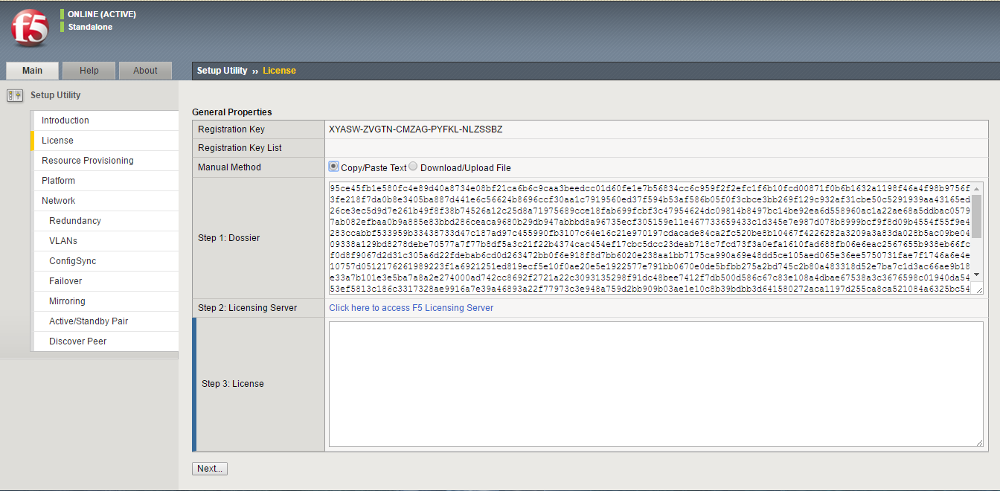 f5
ONLINE (ACTIVE)
Standalone
Main
Help
About
Setup Utility ›› License
Setup Utility
Introduction
License
Resource Provisioning
Platform
Network
Redundancy
VLANs
ConfigSync
Failover
Mirroring
Active/Standby Pair
Discover Peer
General Properties
Registration Key
XYASW-ZVGTN-CMZAG-PYFKL-NLZSSBZ
Registration Key List
Manual Method
Copy/Paste Text
Download/Upload File
Step 1: Dossier
95ce45fb1e580fc4e89d40a8734e08bf21ca6b6c9caa3beedcc01d60fe1e7b56834cc6c959f2f2efc1f6b10fcd00871f0b6b1632a1198f46a4f98b9756f
3fe218f7da0b8e3405ba887d441e6c56624b8696ccf30aa1c7919560ed37f594b53af586b05f0f3cbce3bb269f129c932af31cbe50c5291939aa43165ed
26ce3ec5d9d7e261b49f8f38b74526a12c25d8a71975689cce18fab699fcbf3c47954624dc09814b8497bc14be92ea6d558960ac1a22ae68a5ddbac0579
7ab082efbaa0b9a885e83bbd286ceaca9680b29db947abbbd8a96735ecf305159e11e467733659433c1d345e7e987d078b8999bcf9f8d09b4554f55f9e4
283ccabbf533959b33438733d47c187ad97c455990fb3107c64e16c21e970197cdacade84ca2fc520be8b10467f4226282a3209a3a83da028b5ac09be04
09338a129bd8278debe70577a7f77b8df5a3c21f22b4374cac454ef17cbc5dcc23deab718c7fcd73f3a0efa1610fad688fb06e6eac2567655b938eb66fc
f0d8f9067d2d31c305a6d22fdebab6cd0d263472bb0f6e918f8d7bb6020e238aa1bb7175ca990a69e48dd5ce105aed065e36ee5750731fae7f1746a6e4e
10757d0512176261989223f1a6921251ed819ecf5e10f0ae20e5e1922577e791bb0670e0de5bfbb275a2bd745c2b80a483318d52e7ba7c1d3ac66ae9b18
e33a7b101e3e5ba7a8a2e274000ad742cc8692f2721a22c3093135298f91dc48bee7412f7db500d586c67c83e108a4dbae67538a3c3676598c01940da54
53ef5813c186c3317328ae9916a7e39a46893a22f77973c3e948a759d2bb909b03ae1e10c8b39bdbb3d641580272aca1197d255ca8ca521084a6325bc54
Step 2: Licensing Server
Click here to access F5 Licensing Server
Step 3: License
Next...